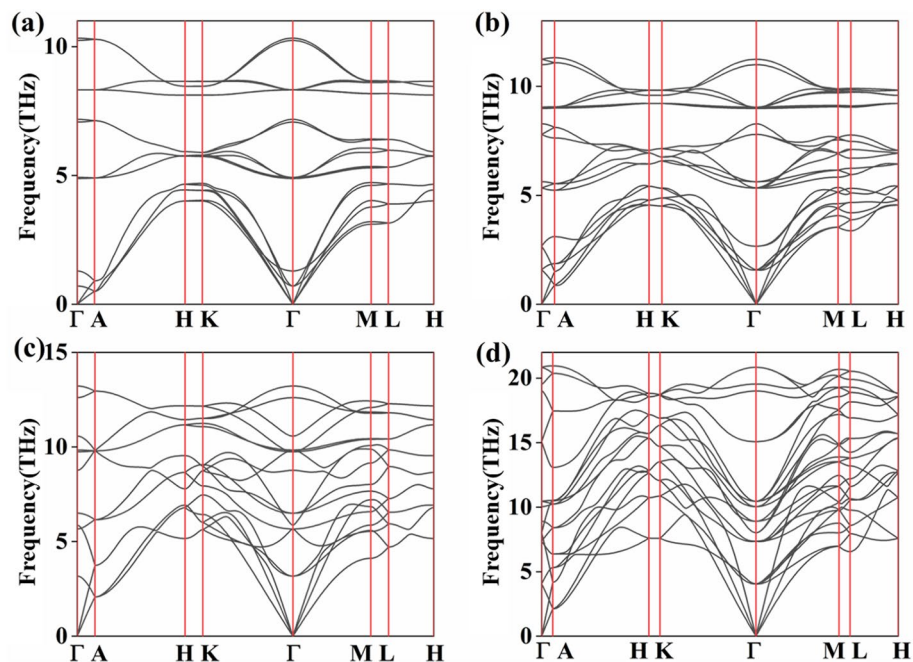 (a)
Frequency(THz)
10
5
0
Γ A H K Γ M L H
(b)
Frequency(THz)
10
5
0
Γ A H K Γ M L H
(c)
Frequency(THz)
15
10
5
0
Γ A H K Γ M L H
(d)
Frequency(THz)
20
15
10
5
0
Γ A H K Γ M L H